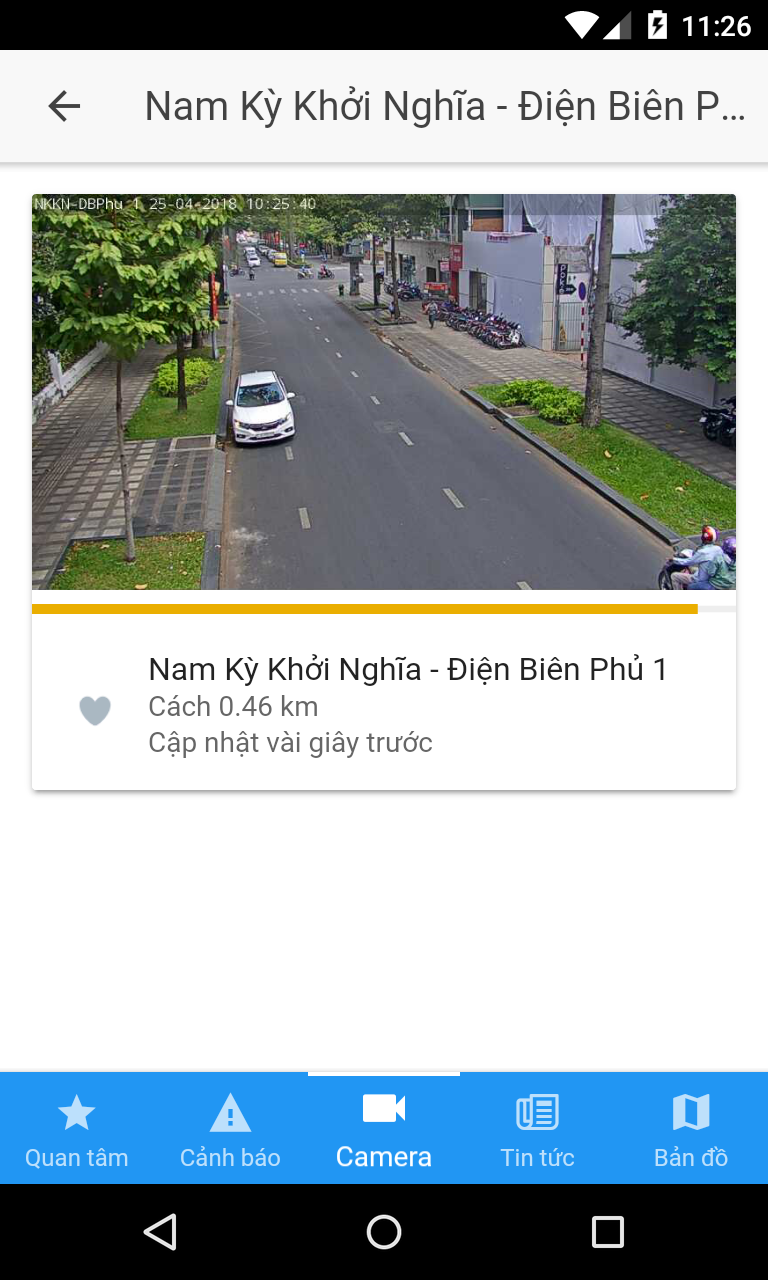 11:26
Nam Kỳ Khởi Nghĩa - Điện Biên P...
NKKN-DBPhu 1 25-04-2018 10:25:40
Nam Kỳ Khởi Nghĩa - Điện Biên Phủ 1
Cách 0.46 km
Cập nhật vài giây trước
Quan tâm
Cảnh báo
Camera
Tin tức
Bản đồ